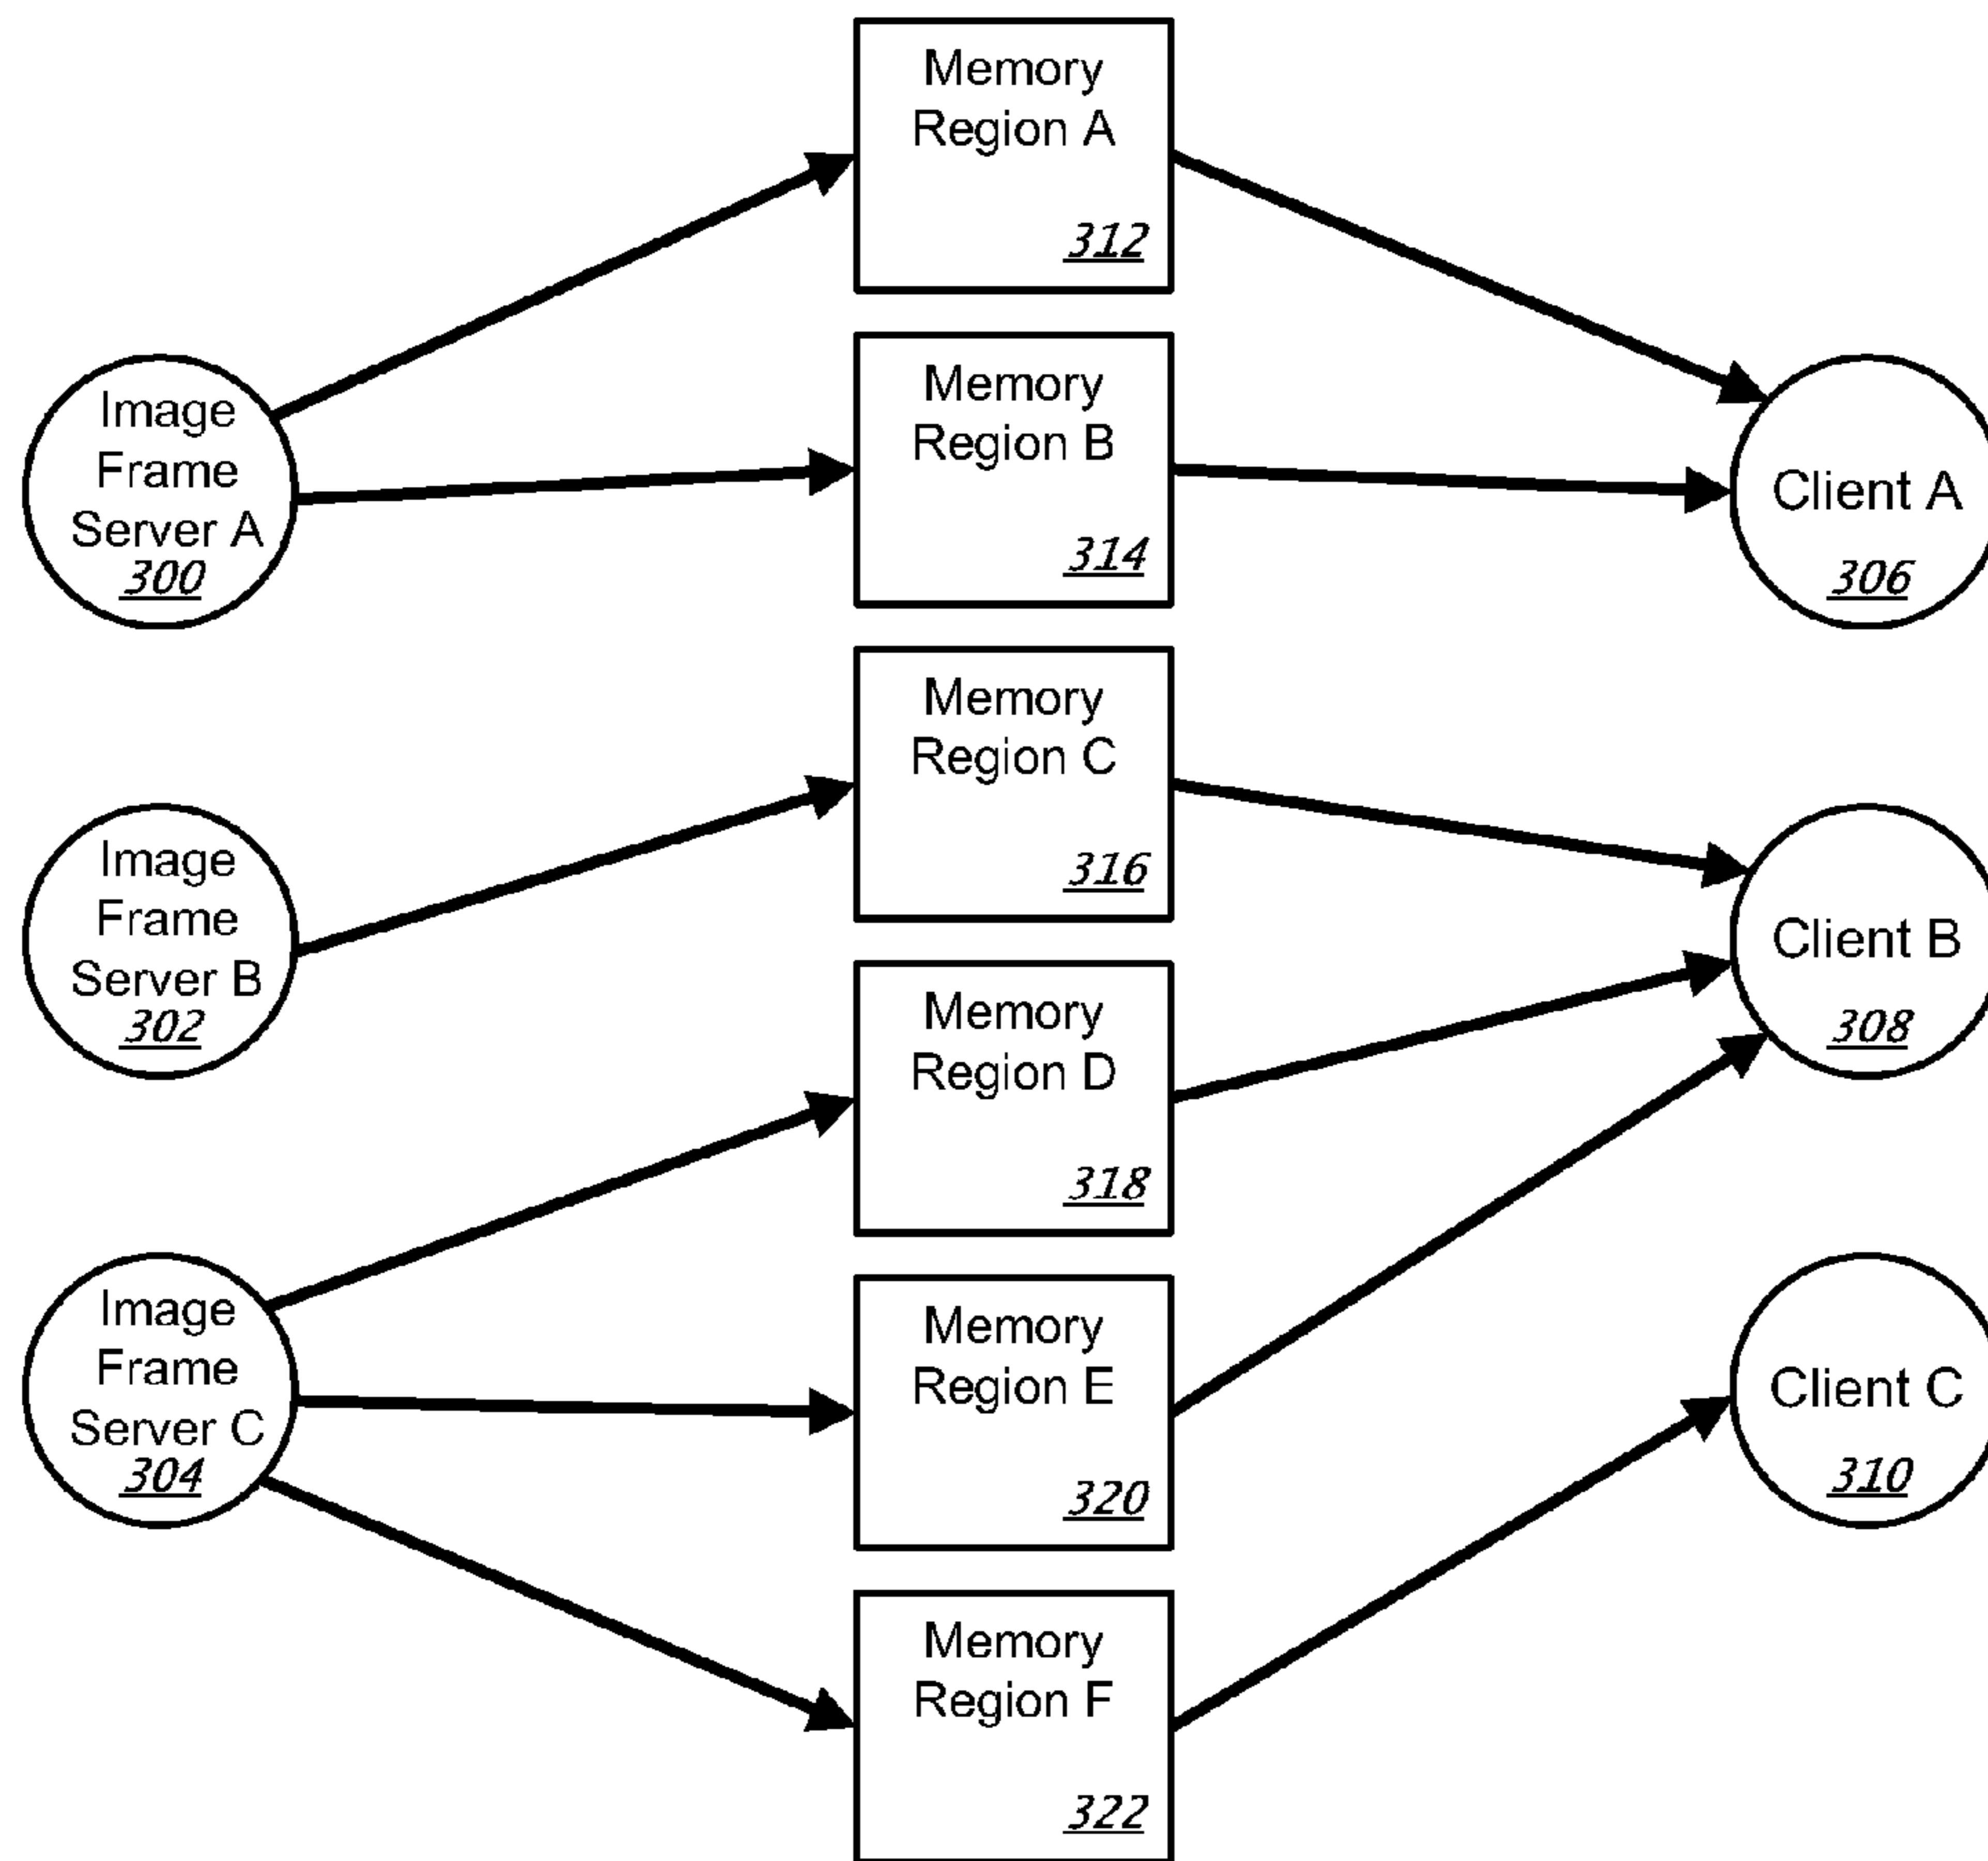 Memory
Region A
312
Image
Frame
Server A
300
Memory
Region B
314
Client A
306
Memory
Region C
316
Image
Frame
Server B
302
Client B
308
Memory
Region D
318
Image
Frame
Server C
304
Memory
Region E
320
Client C
310
Memory
Region F
322